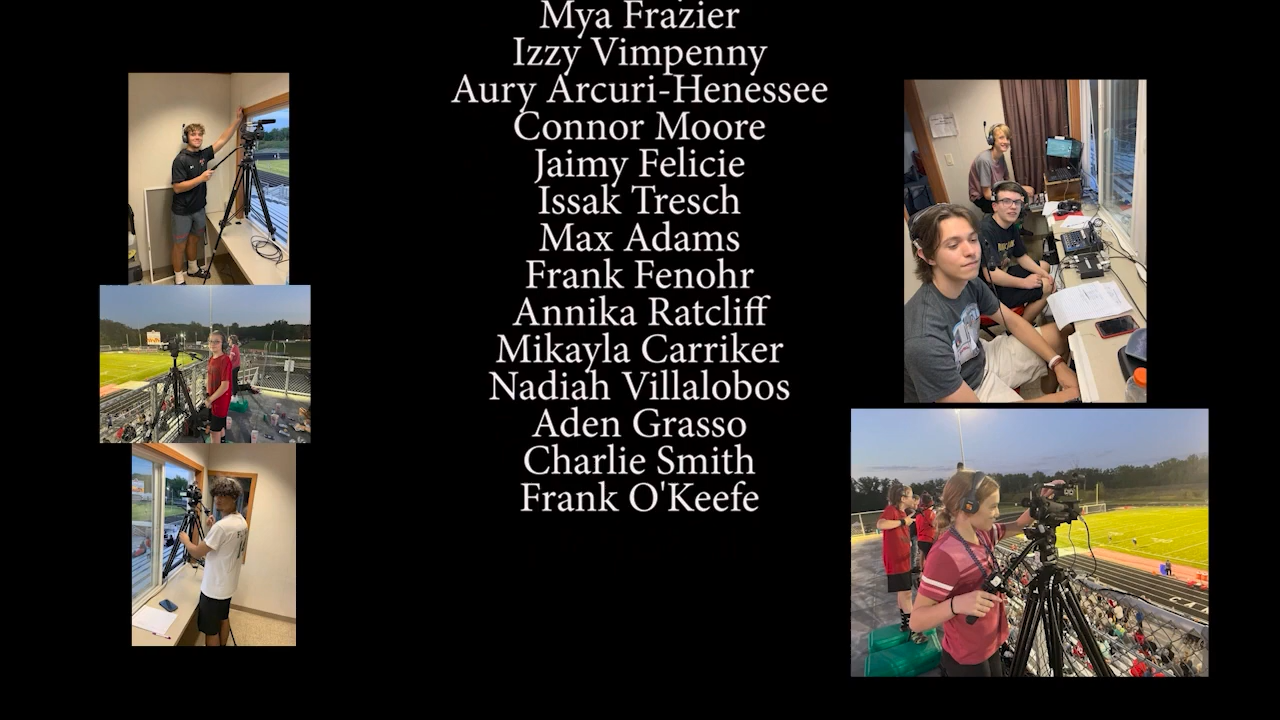 Mya Frazier
Izzy Vimpenny
Aury Arcuri-Henessee
Connor Moore
Jaimy Felicie
Issak Tresch
Max Adams
Frank Fenohr
Annika Ratcliff
Mikayla Carriker
Nadiah Villalobos
Aden Grasso
Charlie Smith
Frank O'Keefe